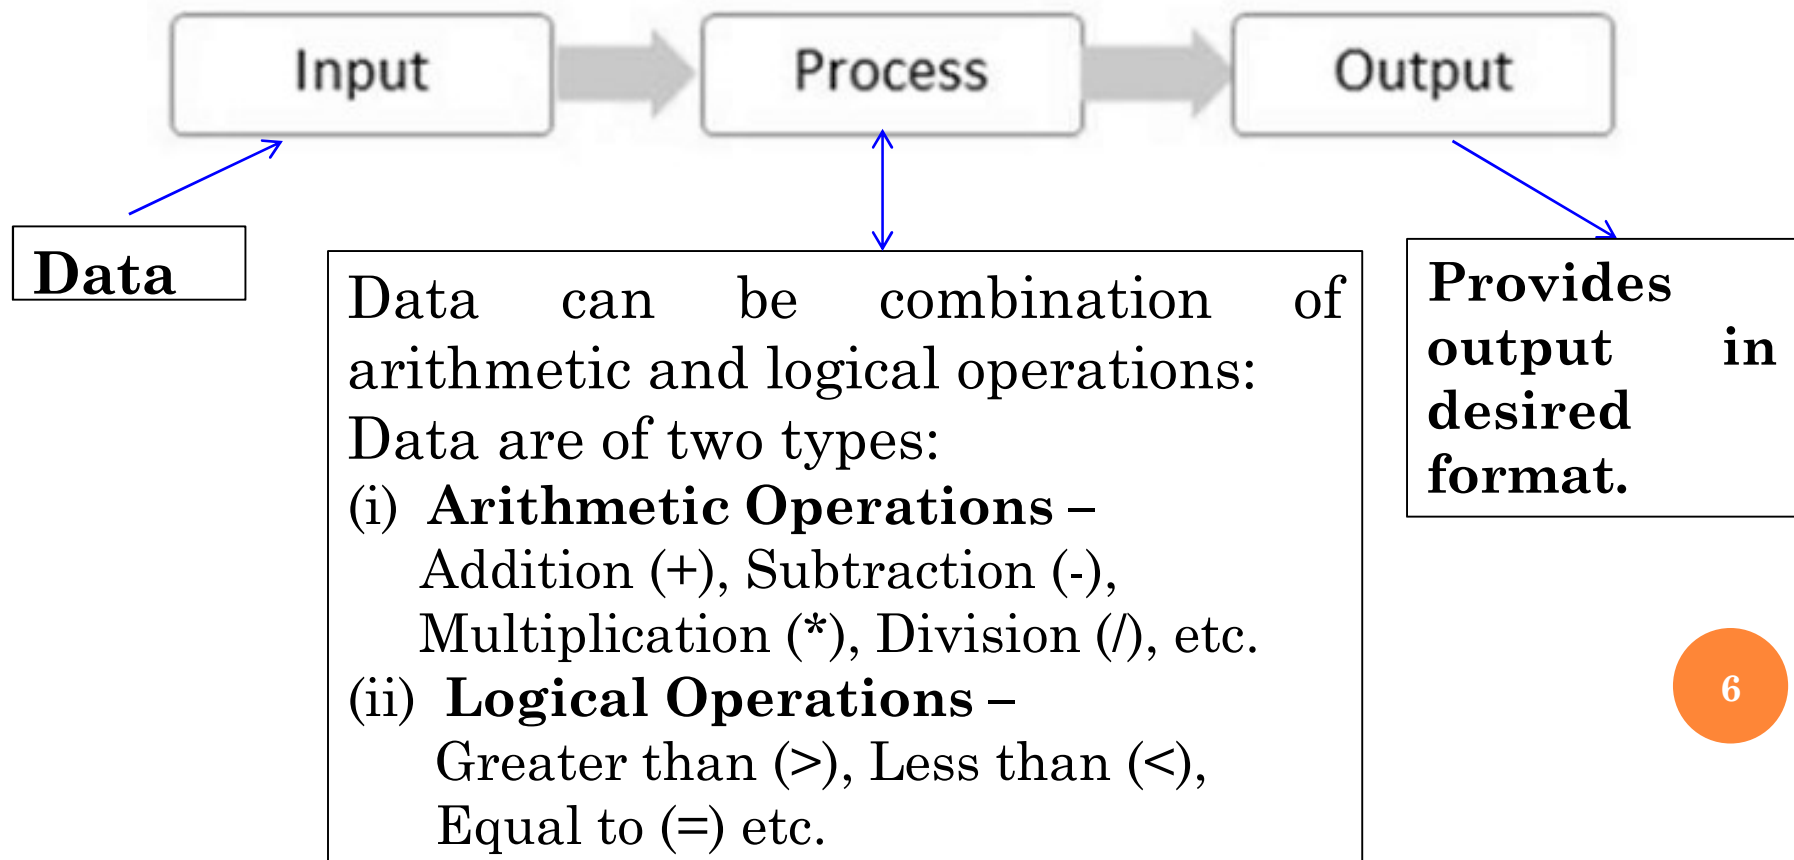 Input
Process
Output
Data
Data can be combination of
arithmetic and logical operations:
Data are of two types:
(i) Arithmetic Operations –
Addition (+), Subtraction (-),
Multiplication (*), Division (/), etc.
(ii) Logical Operations –
Greater than (>), Less than (<),
Equal to (=) etc.
Provides
output in
desired
format.
6